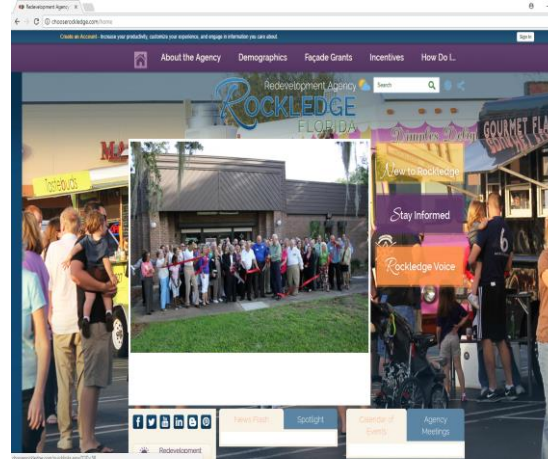 Redevelopment Agency
chooserockledge.com/home
Create an Account - Increase your productivity, customize your experience, and engage in information you care about.
Sign In
About the Agency
Demographics
Façade Grants
Incentives
How Do I...
Redevelopment Agency
ROCKLEDGE
FLORIDA
Search
GOURMET
Tastebuds
New to Rockledge
Stay Informed
Rockledge Voice
News Flash
Spotlight
Calendar of
Events
Agency
Meetings
Redevelopment